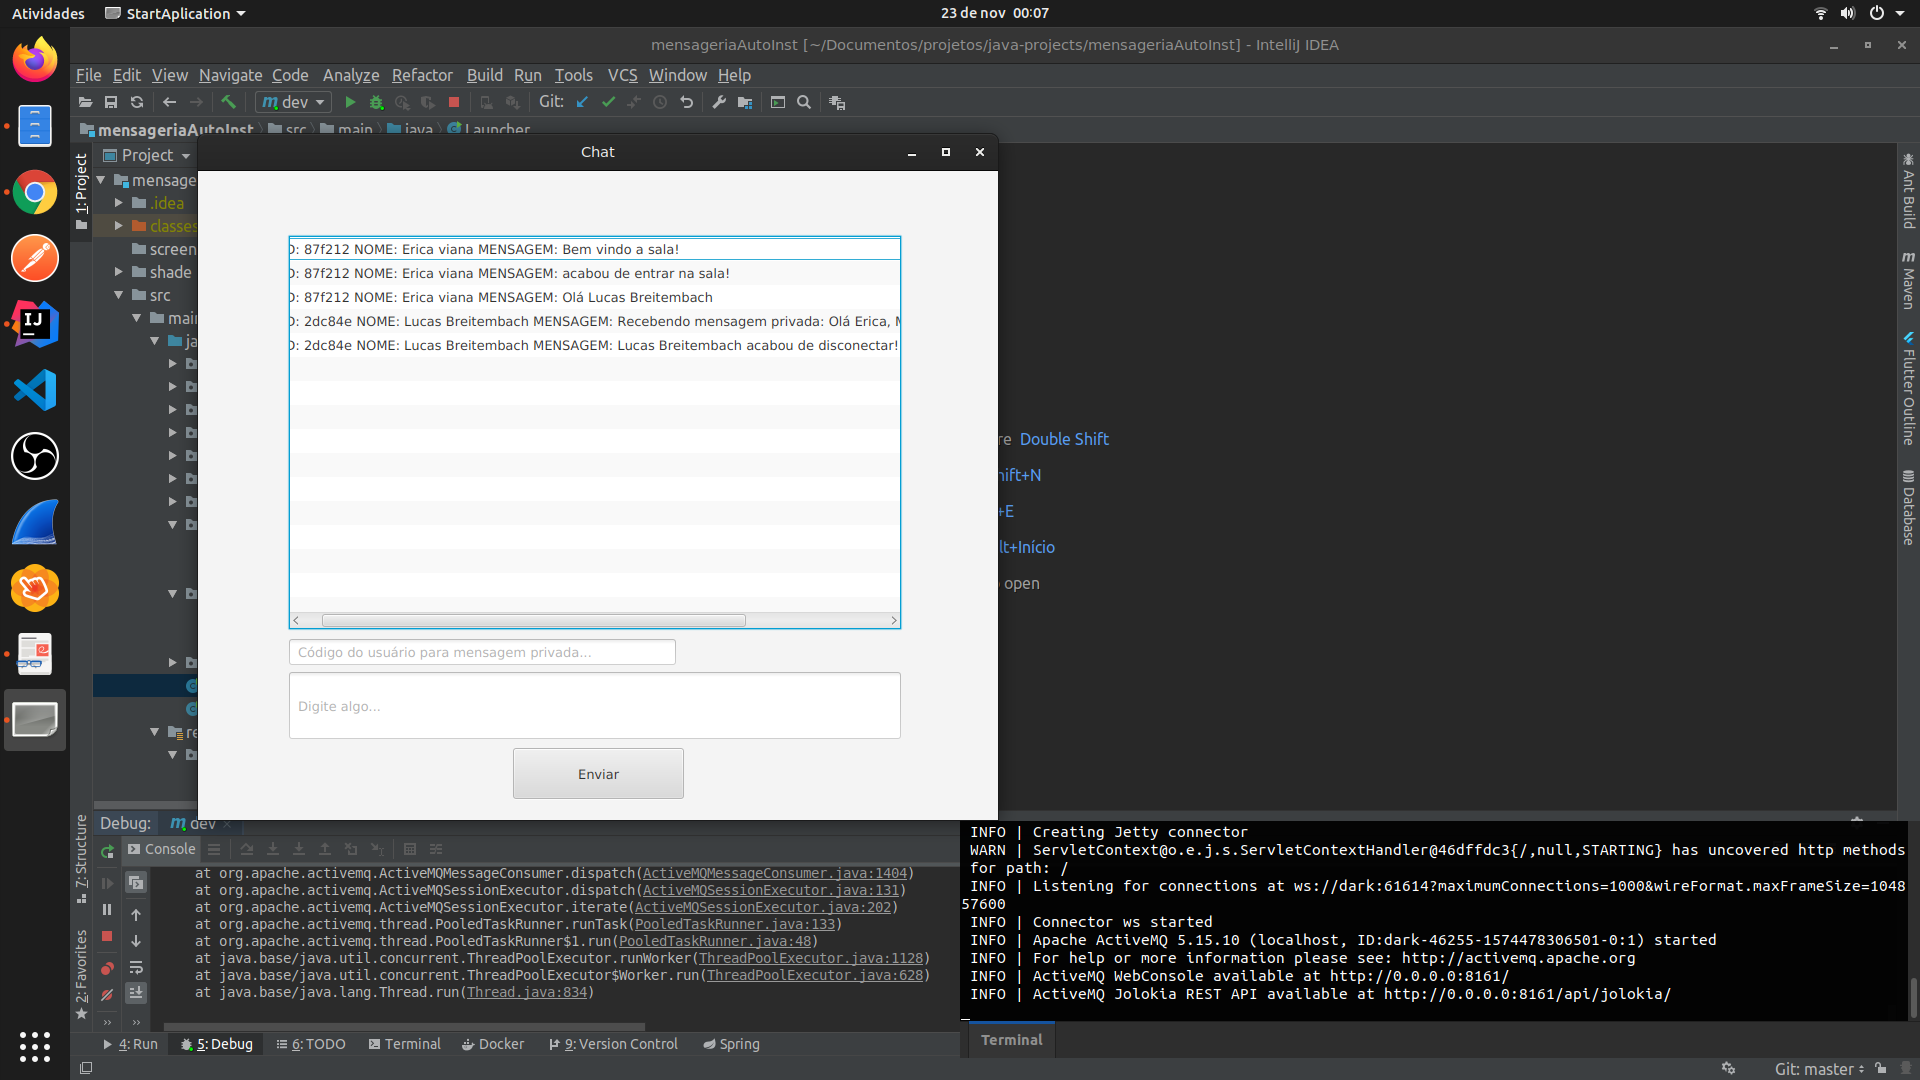 Atividades
StartAplication
23 de nov 00:07
mensageriaAutoInst [~/Documentos/projetos/java-projects/mensageriaAutoInst] - IntelliJ IDEA
File Edit View Navigate Code Analyze Refactor Build Run Tools VCS Window Help
dev
Git:
mensageriaAutoInst src main java Launcher
1: Project
Project
mensage
.idea
classes
screen
shade
src
main
ja
re
7: Structure
2: Favorites
Ant Build
Maven
Flutter Outline
Database
Chat
D: 87f212 NOME: Erica viana MENSAGEM: Bem vindo a sala!
D: 87f212 NOME: Erica viana MENSAGEM: acabou de entrar na sala!
D: 87f212 NOME: Erica viana MENSAGEM: Olá Lucas Breitembach
D: 2dc84e NOME: Lucas Breitembach MENSAGEM: Recebendo mensagem privada: Olá Erica,
D: 2dc84e NOME: Lucas Breitembach MENSAGEM: Lucas Breitembach acabou de disconectar!
Código do usuário para mensagem privada...
Digite algo...
Enviar
re Double Shift
hift+N
+E
lt+Início
open
Debug: dev
Console
at org.apache.activemq.ActiveMQMessageConsumer.dispatch(ActiveMQMessageConsumer.java:1404)
at org.apache.activemq.ActiveMQSessionExecutor.dispatch(ActiveMQSessionExecutor.java:131)
at org.apache.activemq.ActiveMQSessionExecutor.iterate(ActiveMQSessionExecutor.java:202)
at org.apache.activemq.thread.PooledTaskRunner.runTask(PooledTaskRunner.java:133)
at org.apache.activemq.thread.PooledTaskRunner$1.run(PooledTaskRunner.java:48)
at java.base/java.util.concurrent.ThreadPoolExecutor.runWorker(ThreadPoolExecutor.java:1128)
at java.base/java.util.concurrent.ThreadPoolExecutor$Worker.run(ThreadPoolExecutor.java:628)
at java.base/java.lang.Thread.run(Thread.java:834)
INFO | Creating Jetty connector
WARN | ServletContext@o.e.j.s.ServletContextHandler@46dffdc3{/,null,STARTING} has uncovered http methods
for path: /
INFO | Listening for connections at ws://dark:61614?maximumConnections=1000&wireFormat.maxFrameSize=1048
57600
INFO | Connector ws started
INFO | Apache ActiveMQ 5.15.10 (localhost, ID:dark-46255-1574478306501-0:1) started
INFO | For help or more information please see: http://activemq.apache.org
INFO | ActiveMQ WebConsole available at http://0.0.0.0:8161/
INFO | ActiveMQ Jolokia REST API available at http://0.0.0.0:8161/api/jolokia/
Terminal
4: Run 5: Debug 6: TODO Terminal Docker 9: Version Control Spring
Git: master